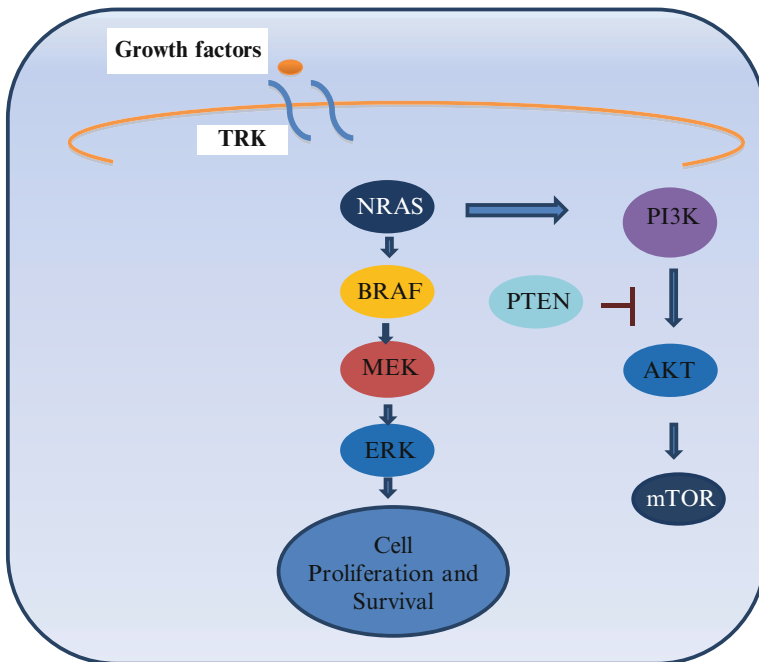 Growth factors
TRK
NRAS
PI3K
BRAF
PTEN
MEK
AKT
ERK
mTOR
Cell
Proliferation and
Survival